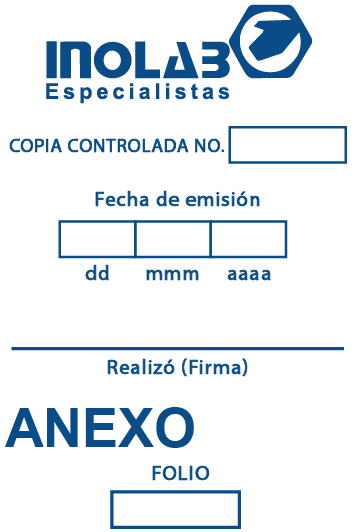 INOLAB
Especialistas
COPIA CONTROLADA NO.
Fecha de emisión
dd mmm aaaa
Realizó (Firma)
ANEXO
FOLIO